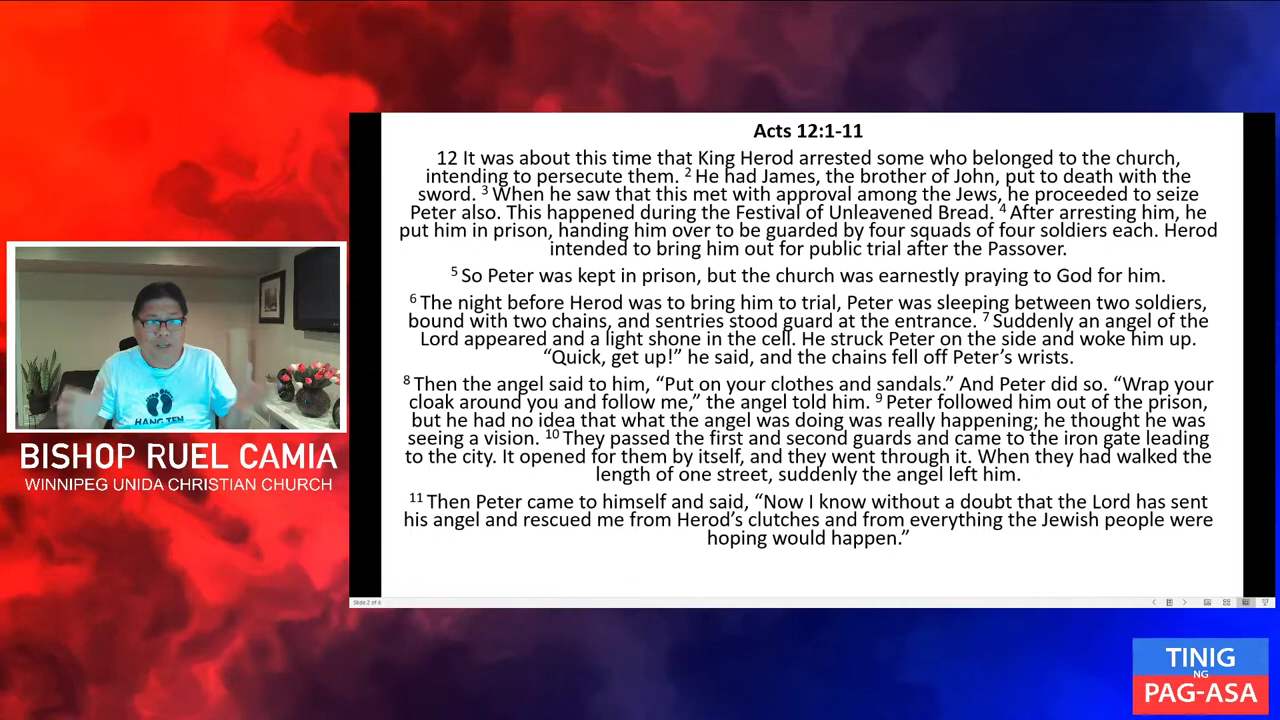 Acts 12:1-11
12 It was about this time that King Herod arrested some who belonged to the church,
intending to persecute them. 2 He had James, the brother of John, put to death with the
sword. 3 When he saw that this met with approval among the Jews, he proceeded to seize
Peter also. This happened during the Festival of Unleavened Bread. 4 After arresting him, he
put him in prison, handing him over to be guarded by four squads of four soldiers each. Herod
intended to bring him out for public trial after the Passover.
5 So Peter was kept in prison, but the church was earnestly praying to God for him.
6 The night before Herod was to bring him to trial, Peter was sleeping between two soldiers,
bound with two chains, and sentries stood guard at the entrance. 7 Suddenly an angel of the
Lord appeared and a light shone in the cell. He struck Peter on the side and woke him up.
“Quick, get up!” he said, and the chains fell off Peter’s wrists.
8 Then the angel said to him, “Put on your clothes and sandals.” And Peter did so. “Wrap your
cloak around you and follow me,” the angel told him. 9 Peter followed him out of the prison,
but he had no idea that what the angel was doing was really happening; he thought he was
seeing a vision. 10 They passed the first and second guards and came to the iron gate leading
to the city. It opened for them by itself, and they went through it. When they had walked the
length of one street, suddenly the angel left him.
11 Then Peter came to himself and said, “Now I know without a doubt that the Lord has sent
his angel and rescued me from Herod’s clutches and from everything the Jewish people were
hoping would happen.”
Slide 2 of 8
HANG TEN
BISHOP RUEL CAMIA
WINNIPEG UNIDA CHRISTIAN CHURCH
TINIG
NG
PAG-ASA